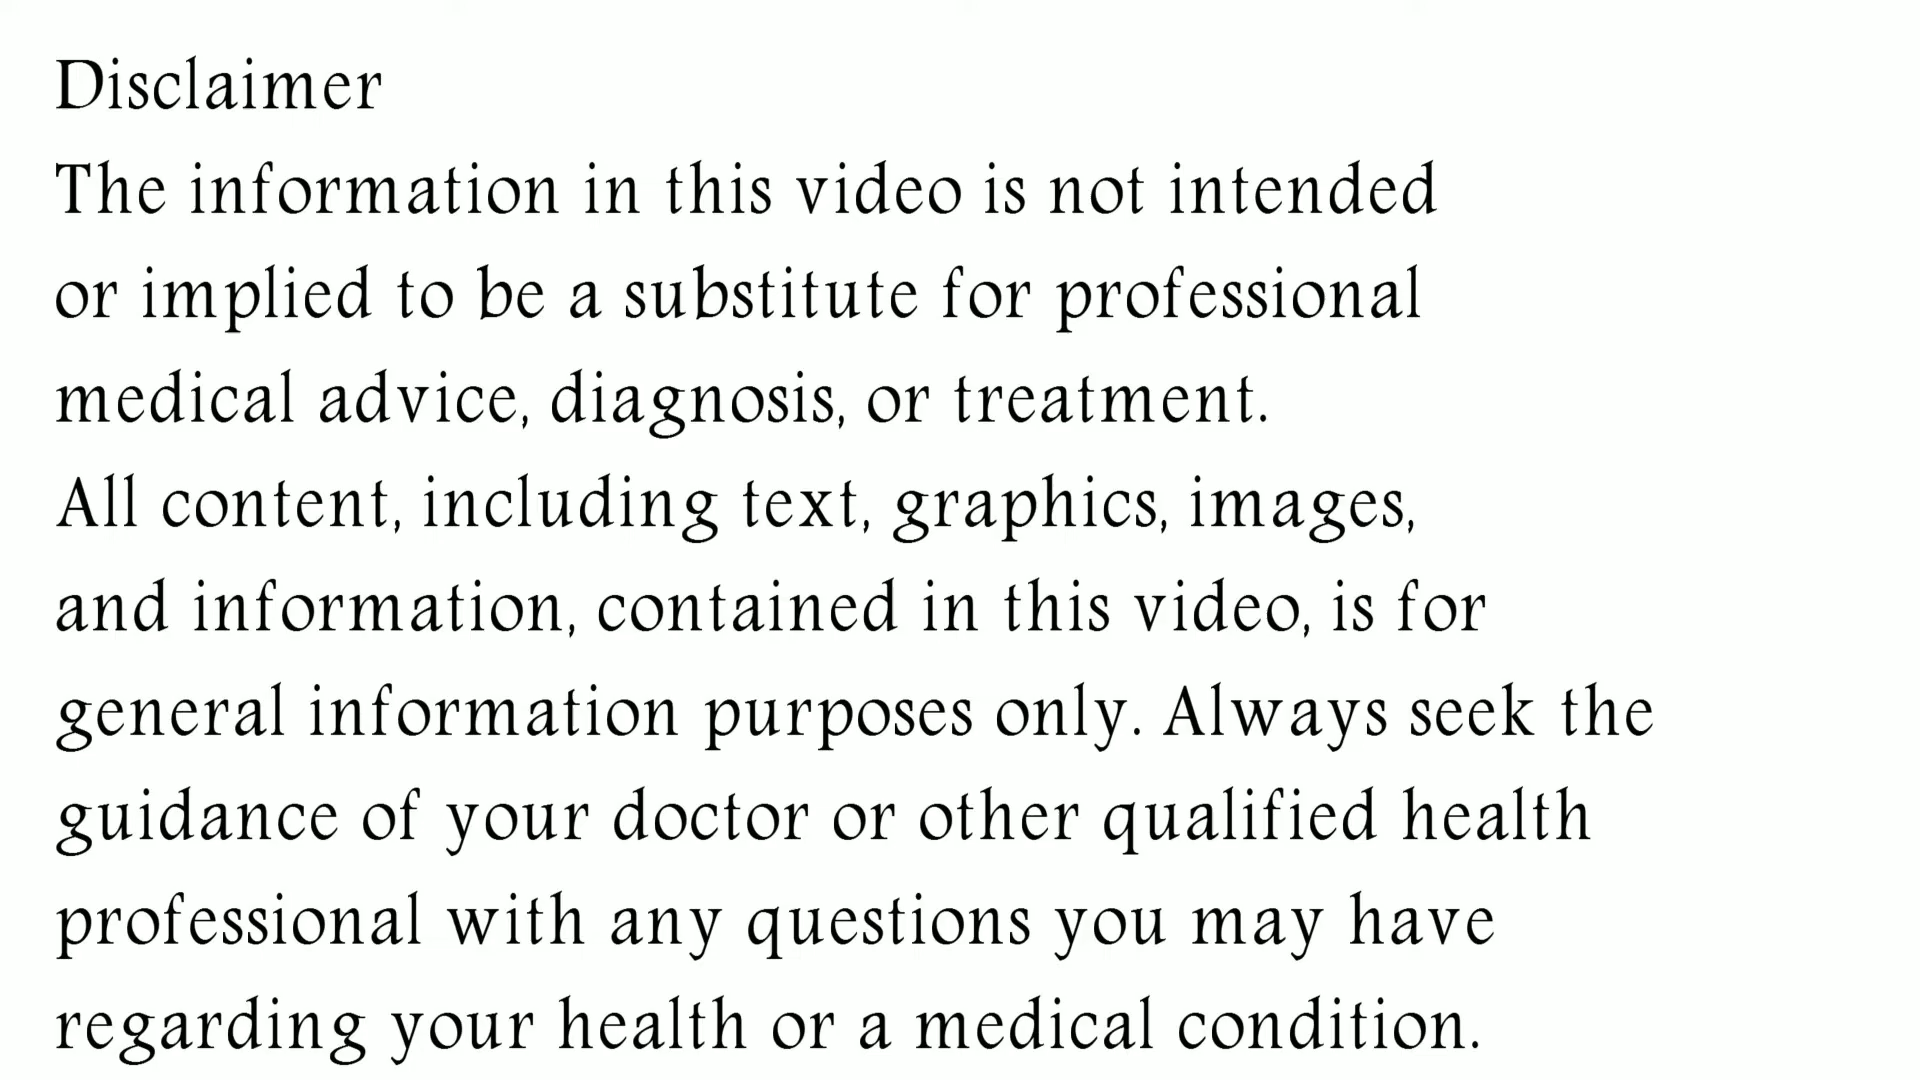 Disclaimer
The information in this video is not intended
or implied to be a substitute for professional
medical advice, diagnosis, or treatment.
All content, including text, graphics, images,
and information, contained in this video, is for
general information purposes only. Always seek the
guidance of your doctor or other qualified health
professional with any questions you may have
regarding your health or a medical condition.